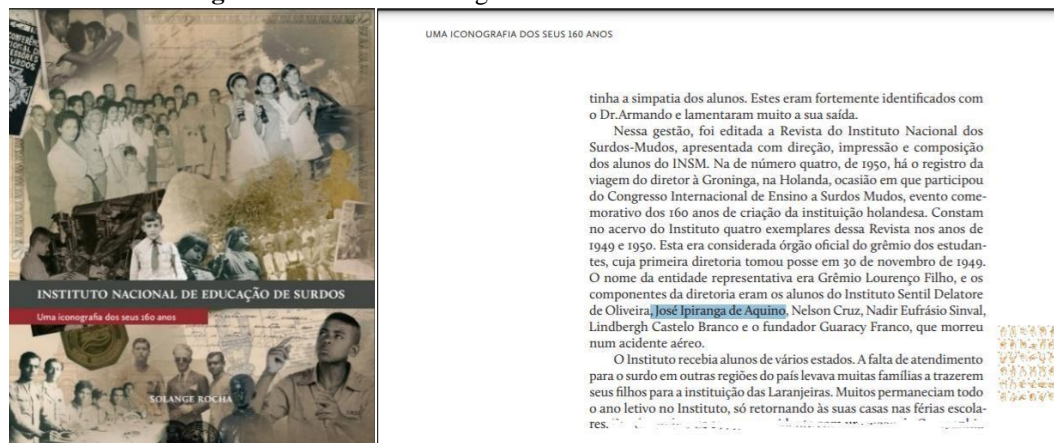 INSTITUTO NACIONAL DE EDUCAÇÃO DE SURDOS
Uma iconografia dos seus 160 anos
SOLANGE ROCHA
UMA ICONOGRAFIA DOS SEUS 160 ANOS
tinha a simpatia dos alunos. Estes eram fortemente identificados com
o Dr.Armando e lamentaram muito a sua saída.
Nessa gestão, foi editada a Revista do Instituto Nacional dos
Surdos-Mudos, apresentada com direção, impressão e composição
dos alunos do INSM. Na de número quatro, de 1950, há o registro da
viagem do diretor à Groninga, na Holanda, ocasião em que participou
do Congresso Internacional de Ensino a Surdos Mudos, evento come-
morativo dos 160 anos de criação da instituição holandesa. Constam
no acervo do Instituto quatro exemplares dessa Revista nos anos de
1949 e 1950. Esta era considerada órgão oficial do grêmio dos estudan-
tes, cuja primeira diretoria tomou posse em 30 de novembro de 1949.
O nome da entidade representativa era Grêmio Lourenço Filho, e os
componentes da diretoria eram os alunos do Instituto Sentil Delatore
de Oliveira, José Ipiranga de Aquino, Nelson Cruz, Nadir Eufrásio Sinval,
Lindbergh Castelo Branco e o fundador Guaracy Franco, que morreu
num acidente aéreo.
O Instituto recebia alunos de vários estados. A falta de atendimento
para o surdo em outras regiões do país levava muitas famílias a trazerem
seus filhos para a instituição das Laranjeiras. Muitos permaneciam todo
o ano letivo no Instituto, só retornando às suas casas nas férias escola-
res.